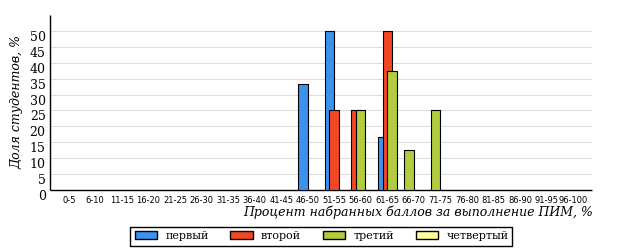 Доля студентов, %
50
45
40
35
30
25
20
15
10
5
0
0-5 6-10 11-15 16-20 21-25 26-30 31-35 36-40 41-45 46-50 51-55 56-60 61-65 66-70 71-75 76-80 81-85 86-90 91-95 96-100
Процент набранных баллов за выполнение ПИМ, %
первый второй третий четвертый